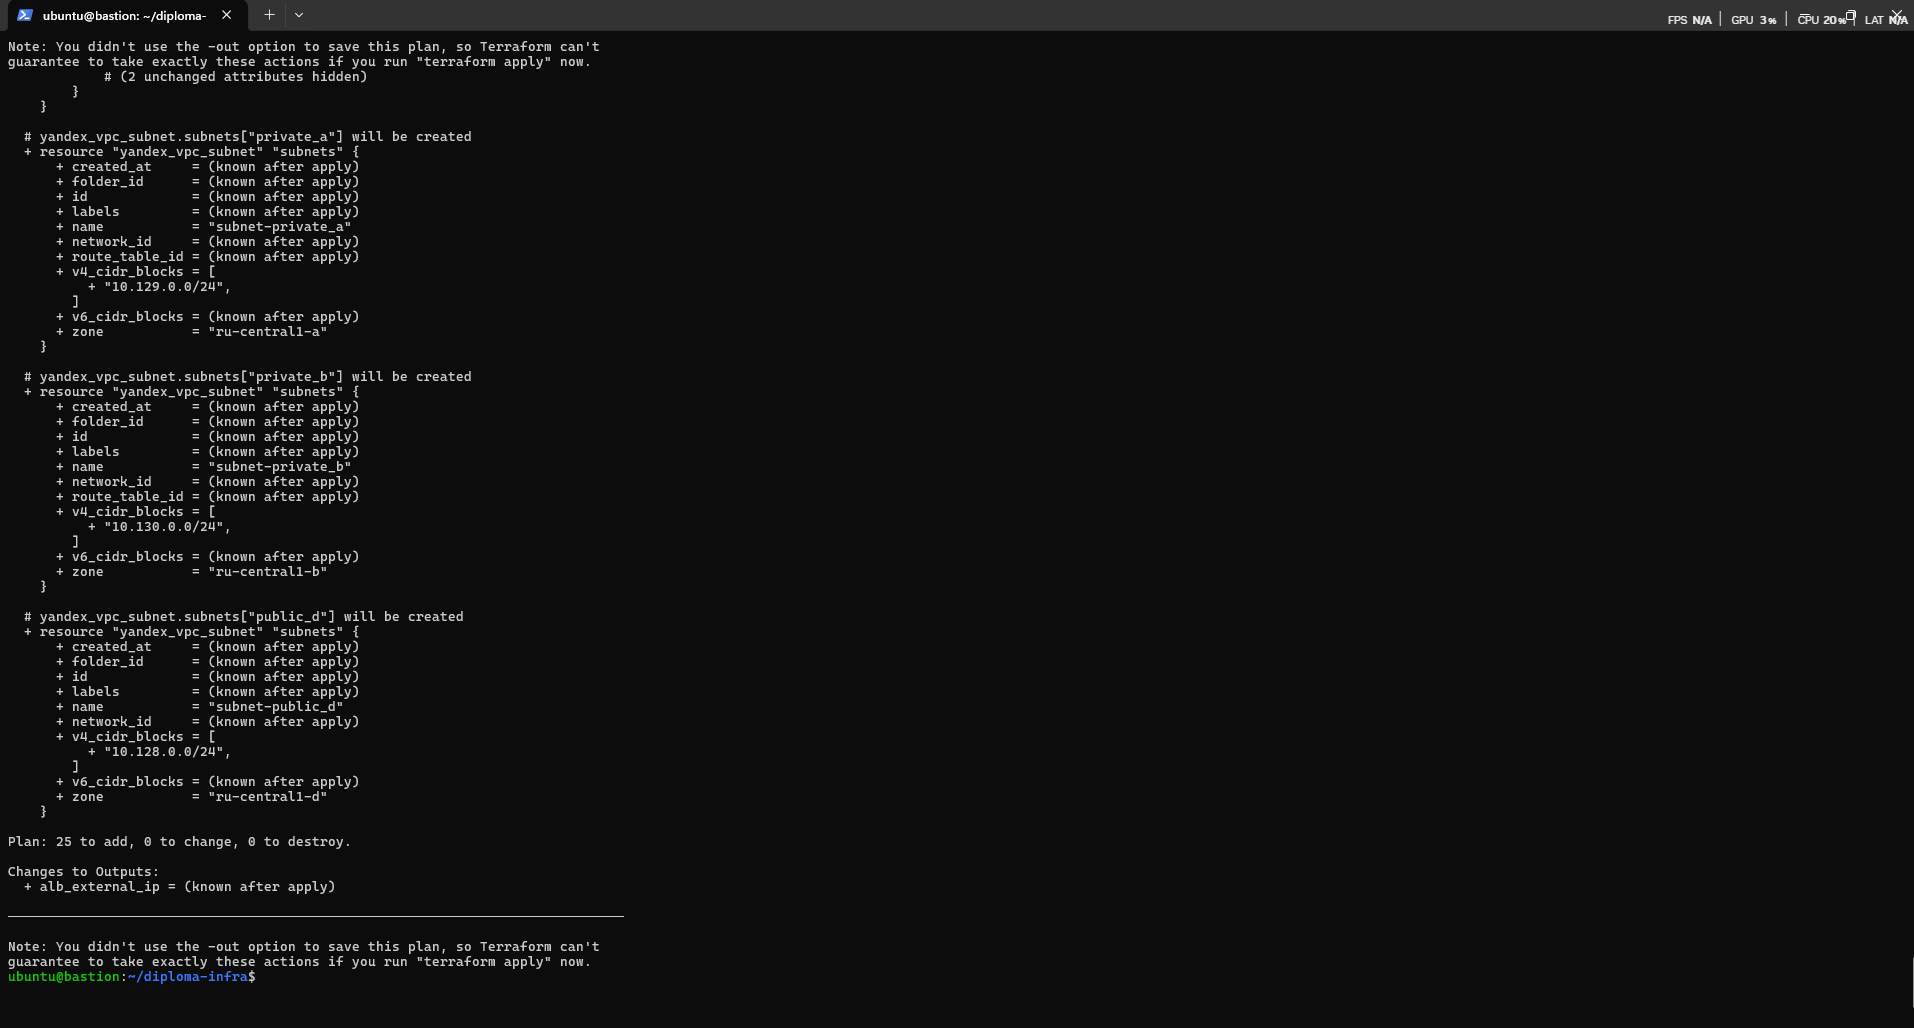 ubuntu@bastion: ~/diploma-
FPS N/A | GPU 3% | CPU 20% | LAT N/A
Note: You didn't use the -out option to save this plan, so Terraform can't
guarantee to take exactly these actions if you run "terraform apply" now.
            # (2 unchanged attributes hidden)
        }
    }

  # yandex_vpc_subnet.subnets["private_a"] will be created
  + resource "yandex_vpc_subnet" "subnets" {
      + created_at     = (known after apply)
      + folder_id      = (known after apply)
      + id             = (known after apply)
      + labels         = (known after apply)
      + name           = "subnet-private_a"
      + network_id     = (known after apply)
      + route_table_id = (known after apply)
      + v4_cidr_blocks = [
          + "10.129.0.0/24",
        ]
      + v6_cidr_blocks = (known after apply)
      + zone           = "ru-central1-a"
    }

  # yandex_vpc_subnet.subnets["private_b"] will be created
  + resource "yandex_vpc_subnet" "subnets" {
      + created_at     = (known after apply)
      + folder_id      = (known after apply)
      + id             = (known after apply)
      + labels         = (known after apply)
      + name           = "subnet-private_b"
      + network_id     = (known after apply)
      + route_table_id = (known after apply)
      + v4_cidr_blocks = [
          + "10.130.0.0/24",
        ]
      + v6_cidr_blocks = (known after apply)
      + zone           = "ru-central1-b"
    }

  # yandex_vpc_subnet.subnets["public_d"] will be created
  + resource "yandex_vpc_subnet" "subnets" {
      + created_at     = (known after apply)
      + folder_id      = (known after apply)
      + id             = (known after apply)
      + labels         = (known after apply)
      + name           = "subnet-public_d"
      + network_id     = (known after apply)
      + v4_cidr_blocks = [
          + "10.128.0.0/24",
        ]
      + v6_cidr_blocks = (known after apply)
      + zone           = "ru-central1-d"
    }

Plan: 25 to add, 0 to change, 0 to destroy.

Changes to Outputs:
  + alb_external_ip = (known after apply)

Note: You didn't use the -out option to save this plan, so Terraform can't
guarantee to take exactly these actions if you run "terraform apply" now.
ubuntu@bastion:~/diploma-infra$